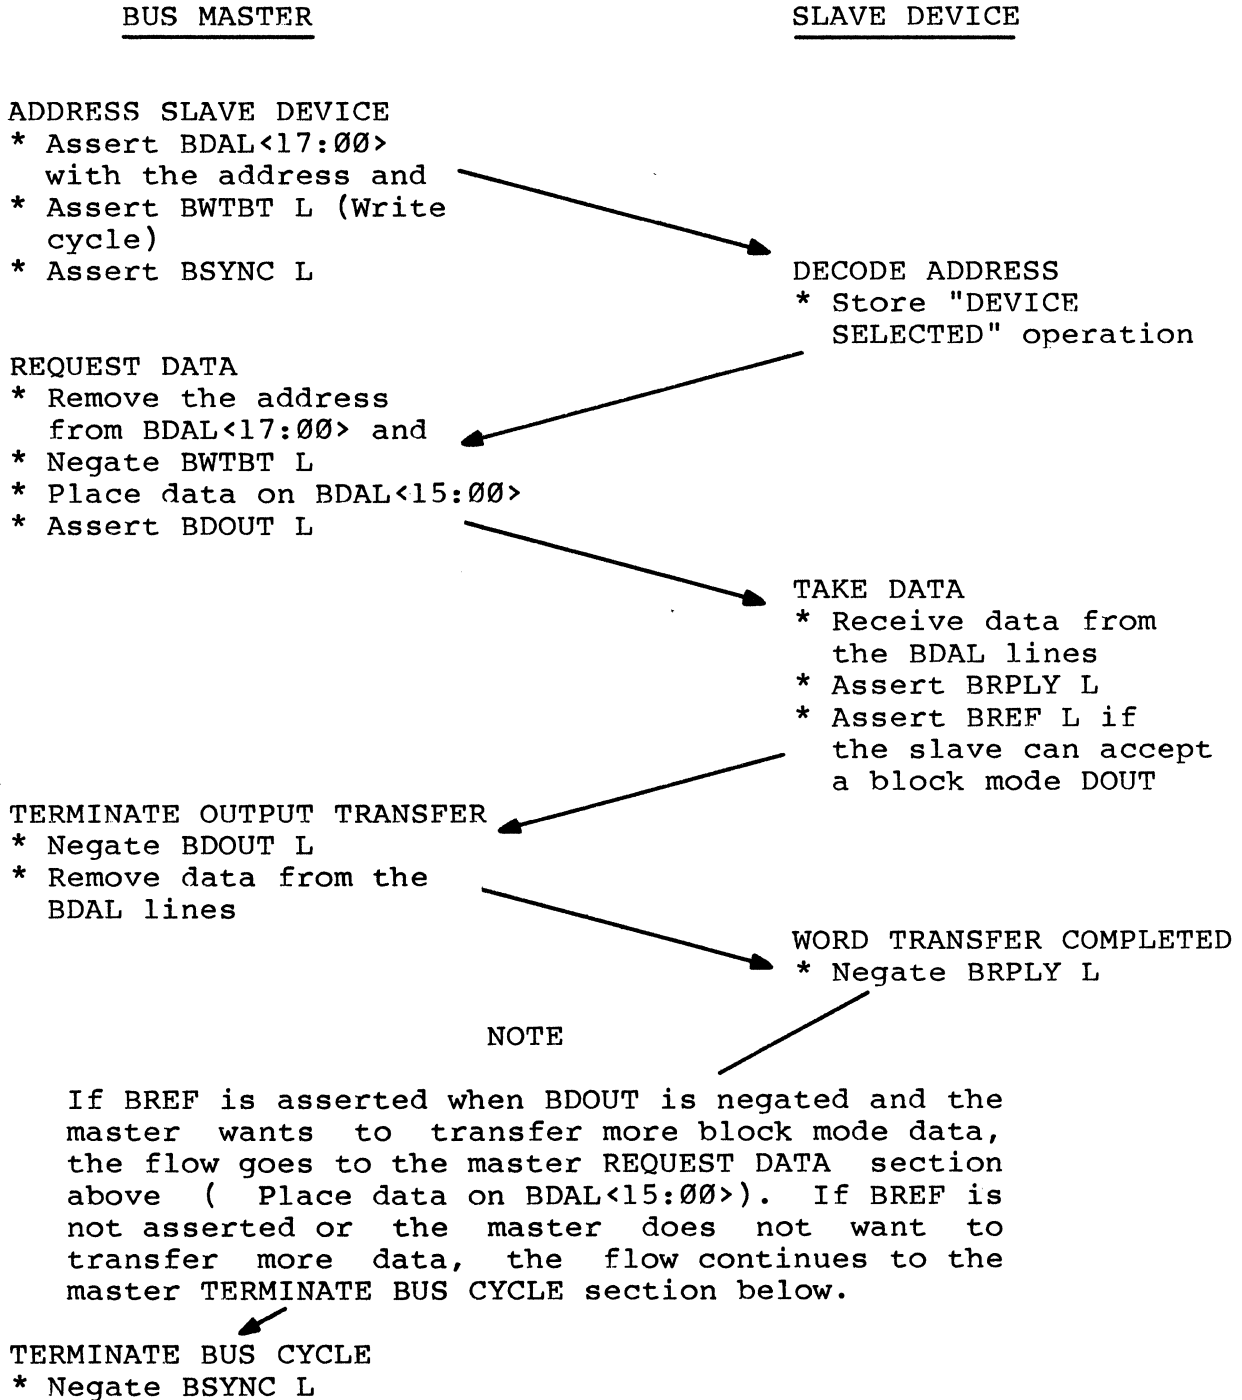 BUS MASTER
SLAVE DEVICE
ADDRESS SLAVE DEVICE
* Assert BDAL<17:00>
with the address and
* Assert BWTBT L (Write
cycle)
* Assert BSYNC L
DECODE ADDRESS
* Store "DEVICE
SELECTED" operation
REQUEST DATA
* Remove the address
from BDAL<17:00> and
* Negate BWTBT L
* Place data on BDAL<15:00>
* Assert BDOUT L
TAKE DATA
* Receive data from
the BDAL lines
* Assert BRPLY L
* Assert BREF L if
the slave can accept
a block mode DOUT
TERMINATE OUTPUT TRANSFER
* Negate BDOUT L
* Remove data from the
BDAL lines
WORD TRANSFER COMPLETED
* Negate BRPLY L
NOTE
If BREF is asserted when BDOUT is negated and the
master wants to transfer more block mode data,
the flow goes to the master REQUEST DATA section
above ( Place data on BDAL<15:00>). If BREF is
not asserted or the master does not want to
transfer more data, the flow continues to the
master TERMINATE BUS CYCLE section below.
TERMINATE BUS CYCLE
* Negate BSYNC L